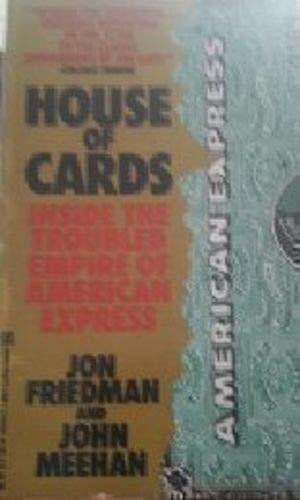 HOUSE
OF
CARDS
INSIDE THE
TROUBLED
EMPIRE OF
AMERICAN
EXPRESS
JON
FRIEDMAN
AND
JOHN
MEEHAN
AMERICAN EXPRESS